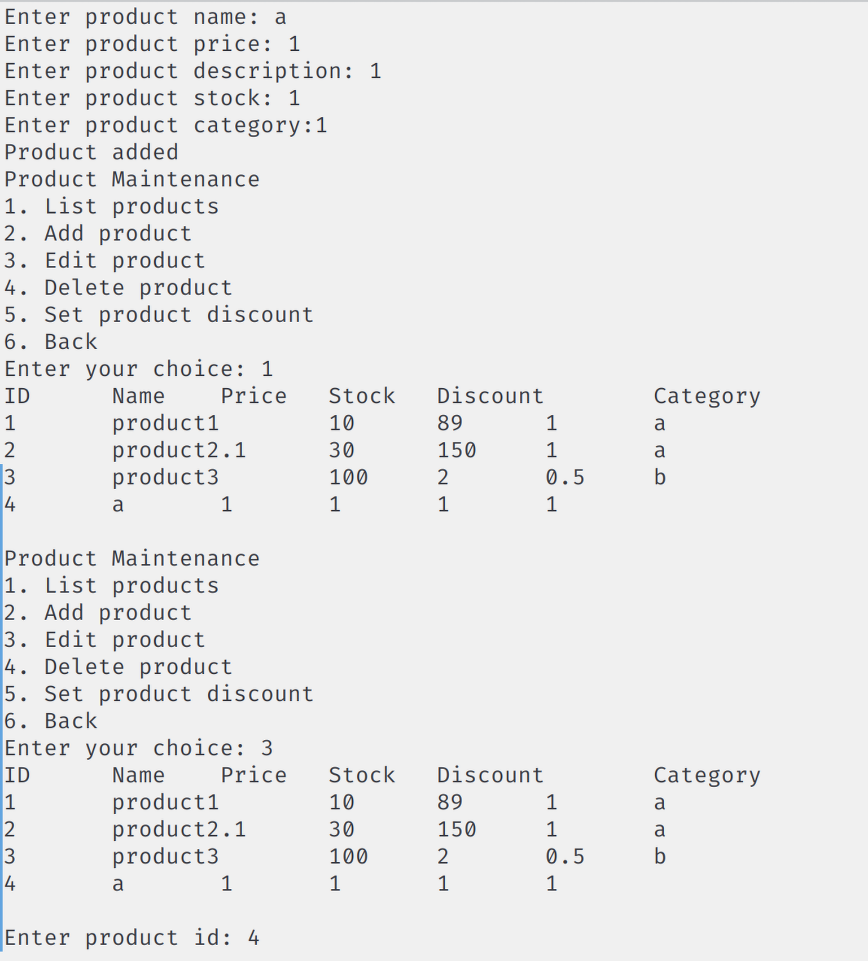 Enter product name: a
Enter product price: 1
Enter product description: 1
Enter product stock: 1
Enter product category:1
Product added
Product Maintenance
1. List products
2. Add product
3. Edit product
4. Delete product
5. Set product discount
6. Back
Enter your choice: 1
ID	Name	Price	Stock	Discount	Category
1	product1	10	89	1	a
2	product2.1	30	150	1	a
3	product3	100	2	0.5	b
4	a	1	1	1	1

Product Maintenance
1. List products
2. Add product
3. Edit product
4. Delete product
5. Set product discount
6. Back
Enter your choice: 3
ID	Name	Price	Stock	Discount	Category
1	product1	10	89	1	a
2	product2.1	30	150	1	a
3	product3	100	2	0.5	b
4	a	1	1	1	1

Enter product id: 4